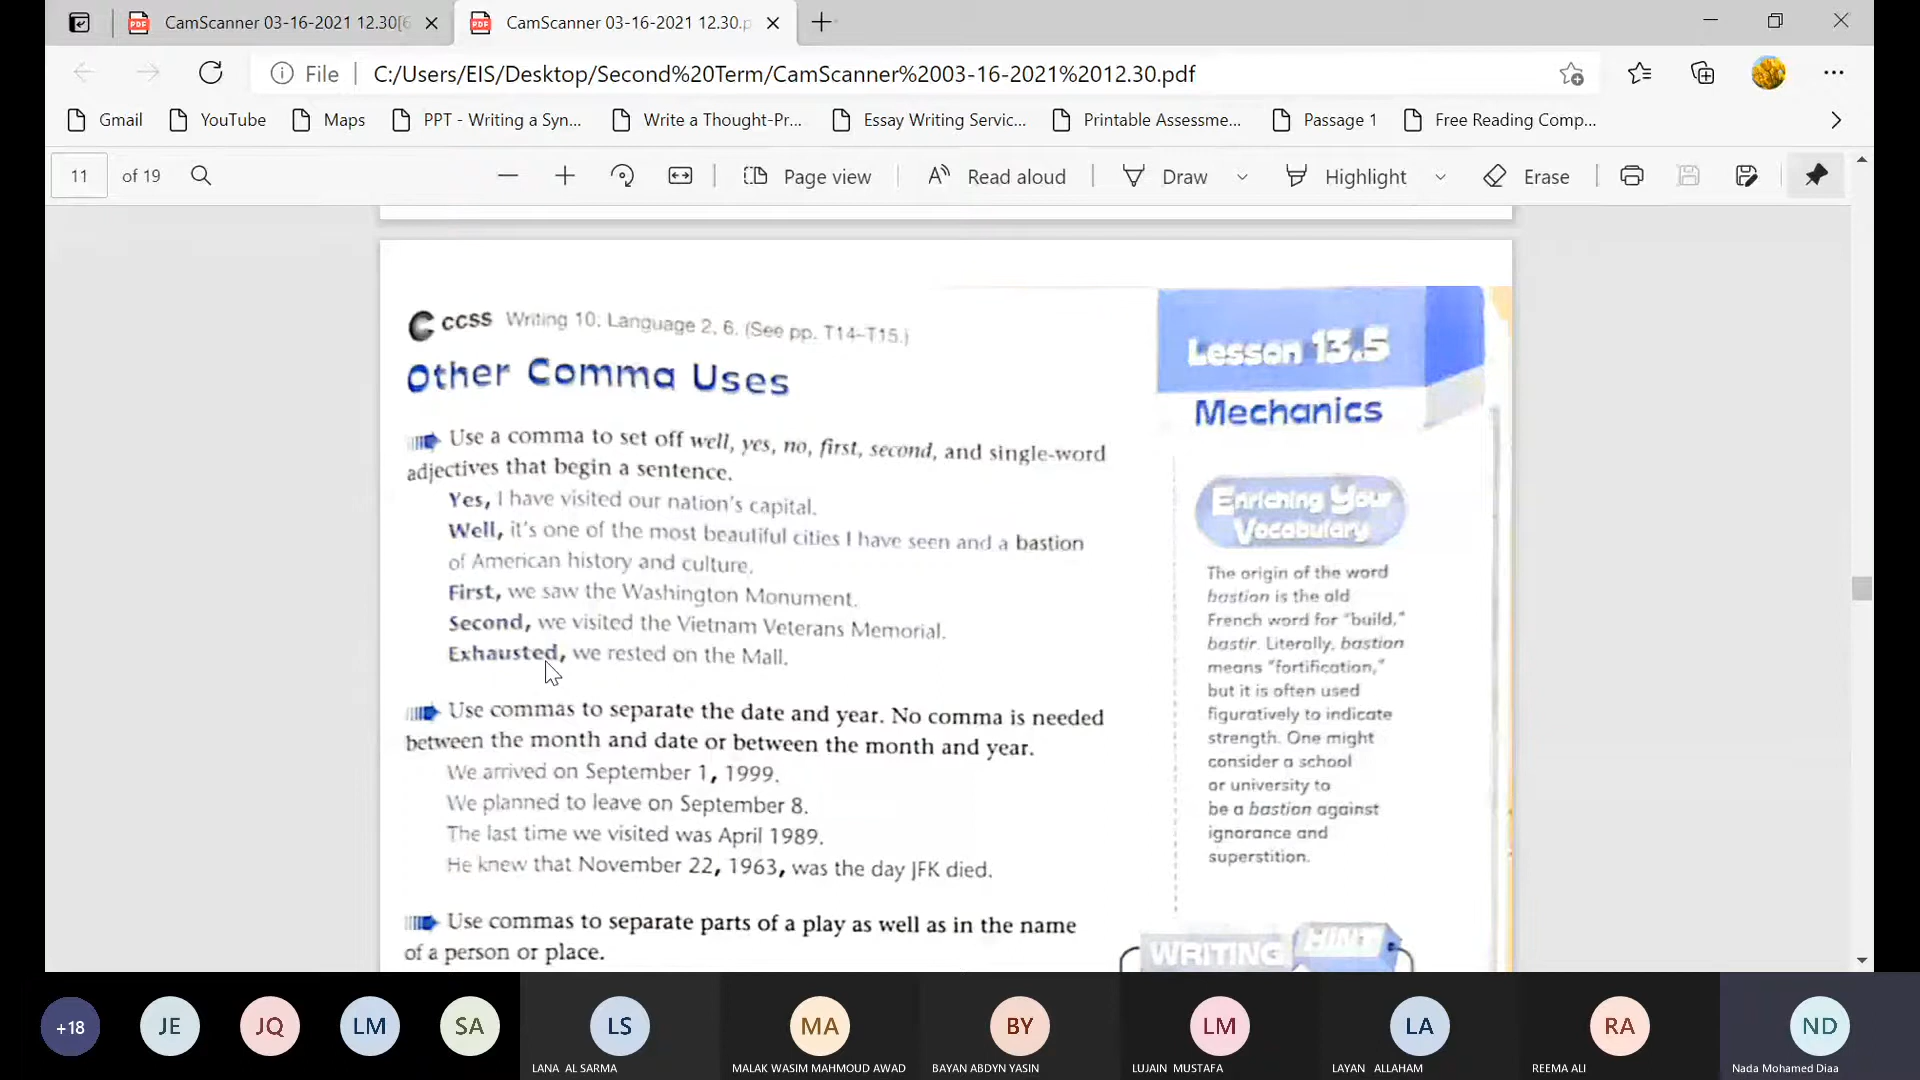 CamScanner 03-16-2021 12.30[6
CamScanner 03-16-2021 12.30.p
File C:/Users/EIS/Desktop/Second%20Term/CamScanner%2003-16-2021%2012.30.pdf
Gmail YouTube Maps PPT - Writing a Syn... Write a Thought-Pr... Essay Writing Servic... Printable Assessme... Passage 1 Free Reading Comp...
11 of 19 Page view Read aloud Draw Highlight Erase
CCSS Writing 10; Language 2, 6. (See pp. T14–T15.)
Other Comma Uses
Use a comma to set off well, yes, no, first, second, and single-word
adjectives that begin a sentence.
Yes, I have visited our nation's capital.
Well, it's one of the most beautiful cities I have seen and a bastion
of American history and culture.
First, we saw the Washington Monument.
Second, we visited the Vietnam Veterans Memorial.
Exhausted, we rested on the Mall.
Use commas to separate the date and year. No comma is needed
between the month and date or between the month and year.
We arrived on September 1, 1999.
We planned to leave on September 8.
The last time we visited was April 1989.
He knew that November 22, 1963, was the day JFK died.
Use commas to separate parts of a play as well as in the name
of a person or place.
Lesson 13.5
Mechanics
Enriching Your
Vocabulary
The origin of the word
bastion is the old
French word for "build,"
bastir. Literally, bastion
means "fortification,"
but it is often used
figuratively to indicate
strength. One might
consider a school
or university to
be a bastion against
ignorance and
superstition.
WRITING HINT
+18 JE JQ LM SA LS MA BY LM LA RA ND
LANA AL SARMA MALAK WASIM MAHMOUD AWAD BAYAN ABDYN YASIN LUJAIN MUSTAFA LAYAN ALLAHAM REEMA ALI Nada Mohamed Diaa